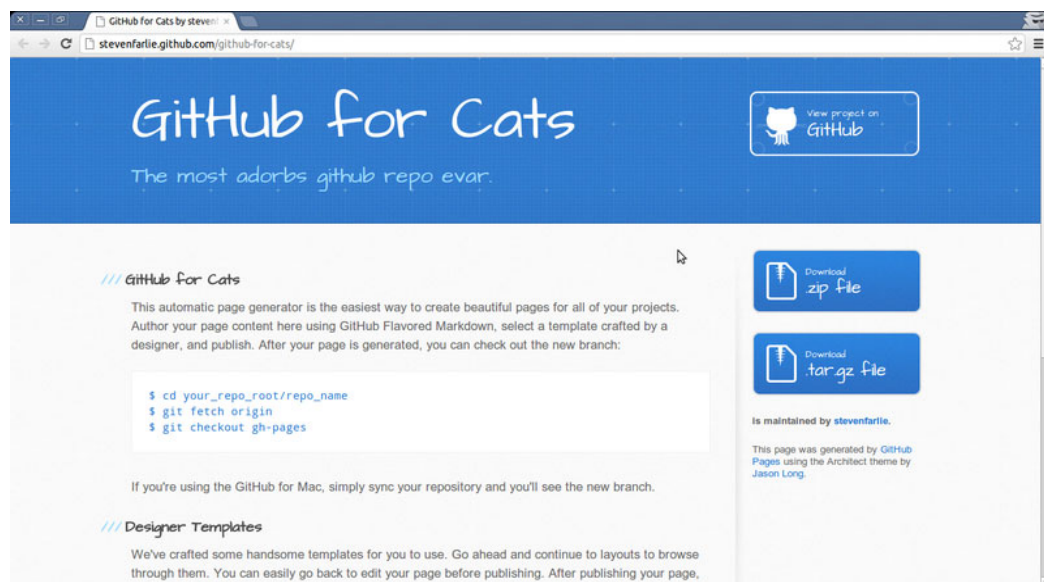 GitHub for Cats by steven
stevenfarlie.github.com/github-for-cats/
GitHub for Cats
The most adorbs github repo evar.
View project on
GitHub
/// GitHub for Cats
This automatic page generator is the easiest way to create beautiful pages for all of your projects.
Author your page content here using GitHub Flavored Markdown, select a template crafted by a
designer, and publish. After your page is generated, you can check out the new branch:
$ cd your_repo_root/repo_name
$ git fetch origin
$ git checkout gh-pages
If you're using the GitHub for Mac, simply sync your repository and you'll see the new branch.
/// Designer Templates
We've crafted some handsome templates for you to use. Go ahead and continue to layouts to browse
through them. You can easily go back to edit your page before publishing. After publishing your page,
Download
.zip file
Download
.tar.gz file
is maintained by stevenfarlie.
This page was generated by GitHub
Pages using the Architect theme by
Jason Long.